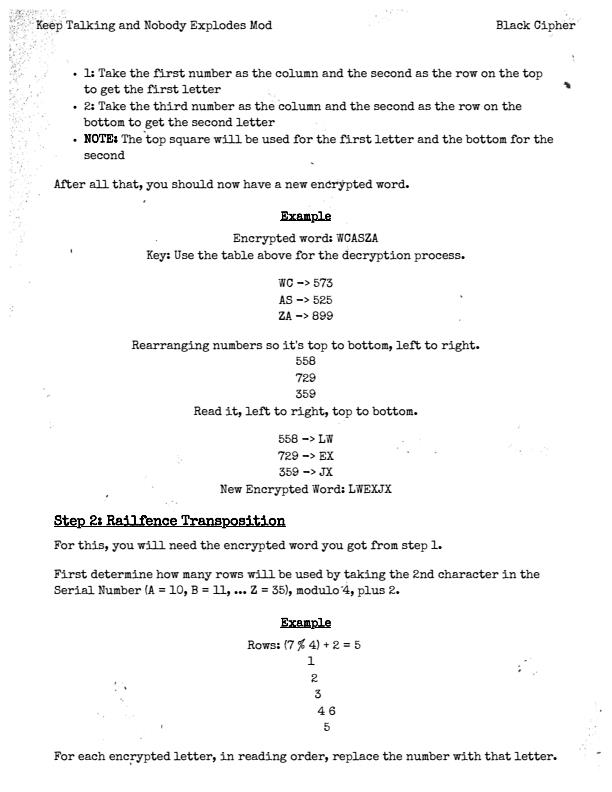 Keep Talking and Nobody Explodes Mod Black Cipher
• 1: Take the first number as the column and the second as the row on the top
to get the first letter
• 2: Take the third number as the column and the second as the row on the
bottom to get the second letter
• NOTE: The top square will be used for the first letter and the bottom for the
second
After all that, you should now have a new encrypted word.
Example
Encrypted word: WCASZA
Key: Use the table above for the decryption process.
WC -> 573
AS -> 525
ZA -> 899
Rearranging numbers so it's top to bottom, left to right.
558
729
359
Read it, left to right, top to bottom.
558 -> LW
729 -> EX
359 -> JX
New Encrypted Word: LWEXJX
Step 2: Railfence Transposition
For this, you will need the encrypted word you got from step 1.
First determine how many rows will be used by taking the 2nd character in the
Serial Number (A = 10, B = 11, ... Z = 35), modulo 4, plus 2.
Example
Rows: (7 % 4) + 2 = 5
1
2
3
4 6
5
For each encrypted letter, in reading order, replace the number with that letter.